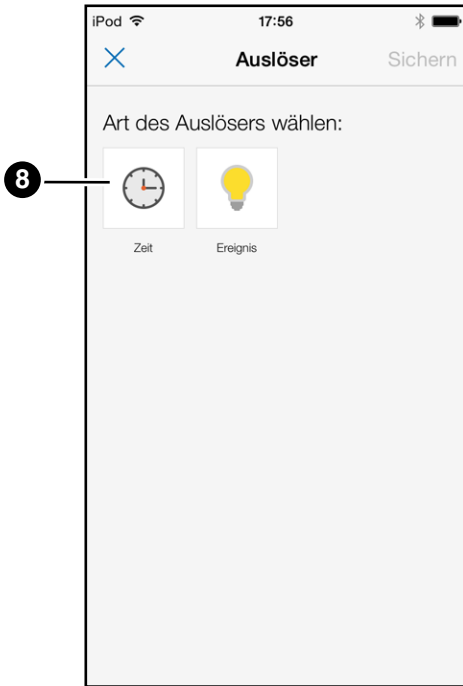 iPod 17:56
Auslöser Sichern
Art des Auslösers wählen:
8
Zeit Ereignis